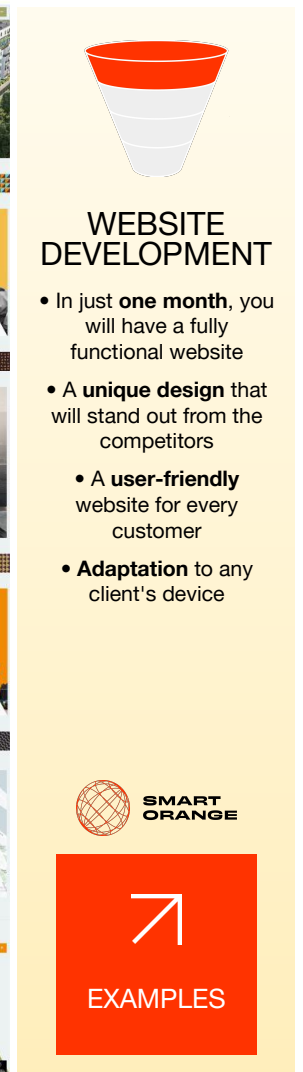 WEBSITE
DEVELOPMENT
• In just one month, you
will have a fully
functional website
• A unique design that
will stand out from the
competitors
• A user-friendly
website for every
customer
• Adaptation to any
client's device
SMART
ORANGE
EXAMPLES